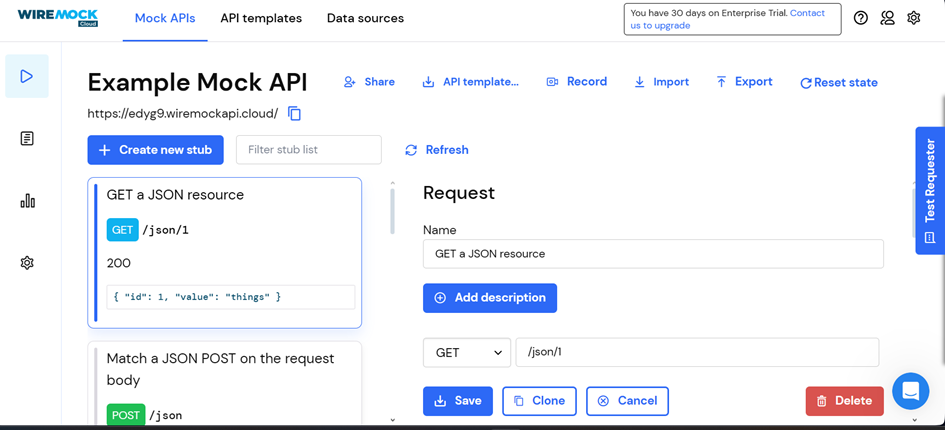 WIREMOCK
Cloud
Mock APIs
API templates
Data sources
You have 30 days on Enterprise Trial. Contact
us to upgrade
Example Mock API
Share
API template...
Record
Import
Export
Reset state
https://edyg9.wiremockapi.cloud/
Create new stub
Filter stub list
Refresh
GET a JSON resource
GET /json/1
200
{ "id": 1, "value": "things" }
Match a JSON POST on the request
body
POST /json
Request
Name
GET a JSON resource
Add description
GET
/json/1
Save
Clone
Cancel
Delete
Test Requester